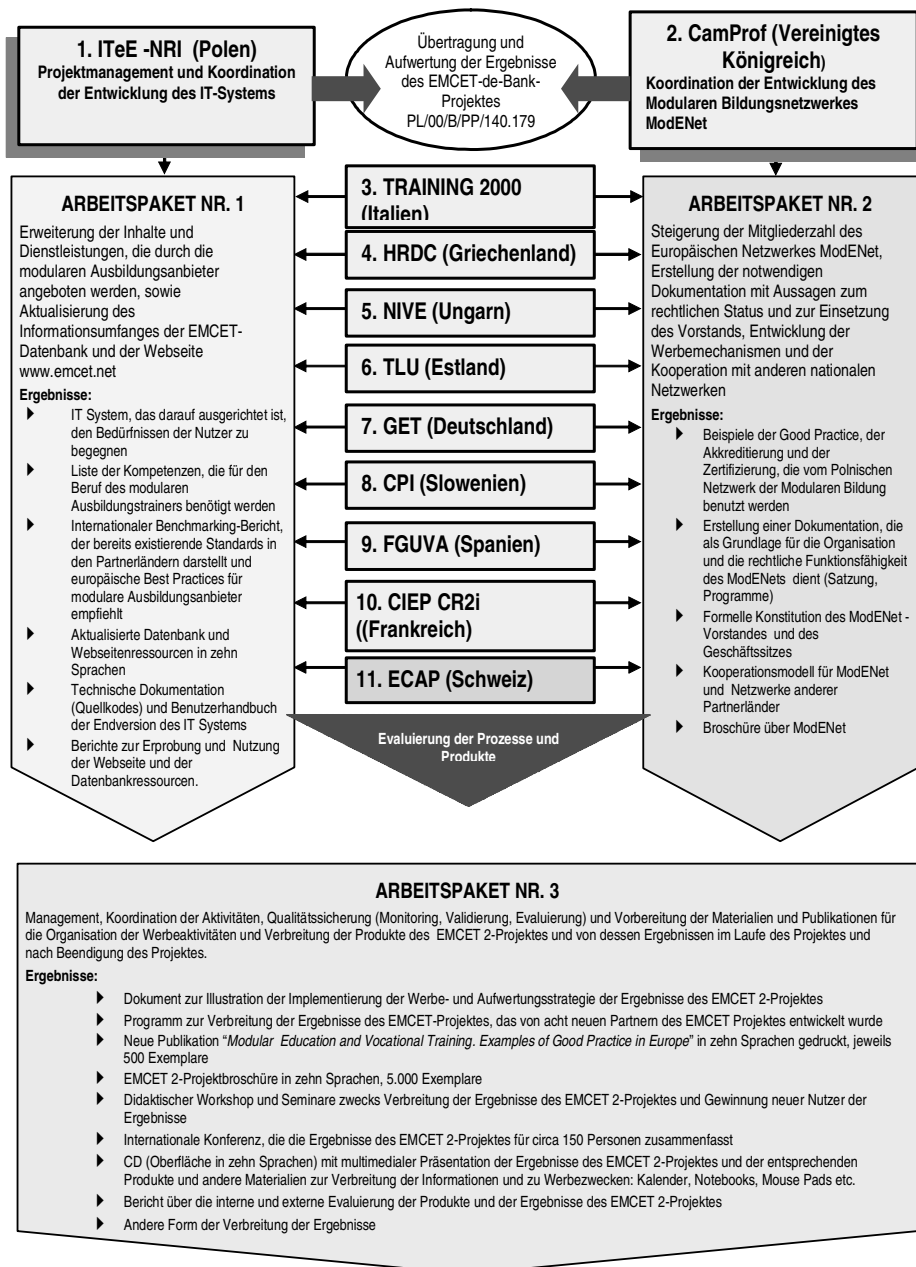 1. ITeE -NRI (Polen)
Projektmanagement und Koordination
der Entwicklung des IT-Systems
Übertragung und
Aufwertung der Ergebnisse
des EMCET-de-Bank-
Projektes
PL/00/B/PP/140.179
2. CamProf (Vereinigtes
Königreich)
Koordination der Entwicklung des
Modularen Bildungsnetzwerkes
ModENet
ARBEITSPAKET NR. 1
Erweiterung der Inhalte und
Dienstleistungen, die durch die
modularen Ausbildungsanbieter
angeboten werden, sowie
Aktualisierung des
Informationsumfanges der EMCET-
Datenbank und der Webseite
www.emcet.net
Ergebnisse:
IT System, das darauf ausgerichtet ist,
den Bedürfnissen der Nutzer zu
begegnen
Liste der Kompetenzen, die für den
Beruf des modularen
Ausbildungstrainers benötigt werden
Internationaler Benchmarking-Bericht,
der bereits existierende Standards in
den Partnerländern darstellt und
europäische Best Practices für
modulare Ausbildungsanbieter
empfiehlt
Aktualisierte Datenbank und
Webseitenressourcen in zehn
Sprachen
Technische Dokumentation
(Quellkodes) und Benutzerhandbuch
der Endversion des IT Systems
Berichte zur Erprobung und Nutzung
der Webseite und der
Datenbankressourcen.
3. TRAINING 2000
(Italien)
4. HRDC (Griechenland)
5. NIVE (Ungarn)
6. TLU (Estland)
7. GET (Deutschland)
8. CPI (Slowenien)
9. FGUVA (Spanien)
10. CIEP CR2i
((Frankreich)
11. ECAP (Schweiz)
Evaluierung der Prozesse und
Produkte
ARBEITSPAKET NR. 2
Steigerung der Mitgliederzahl des
Europäischen Netzwerkes ModENet,
Erstellung der notwendigen
Dokumentation mit Aussagen zum
rechtlichen Status und zur Einsetzung
des Vorstands, Entwicklung der
Werbemechanismen und der
Kooperation mit anderen nationalen
Netzwerken
Ergebnisse:
Beispiele der Good Practice, der
Akkreditierung und der
Zertifizierung, die vom Polnischen
Netzwerk der Modularen Bildung
benutzt werden
Erstellung einer Dokumentation, die
als Grundlage für die Organisation
und die rechtliche Funktionsfähigkeit
des ModENets dient (Satzung,
Programme)
Formelle Konstitution des ModENet -
Vorstandes und des
Geschäftssitzes
Kooperationsmodell für ModENet
und Netzwerke anderer
Partnerländer
Broschüre über ModENet
ARBEITSPAKET NR. 3
Management, Koordination der Aktivitäten, Qualitätssicherung (Monitoring, Validierung, Evaluierung) und Vorbereitung der Materialien und Publikationen für
die Organisation der Werbeaktivitäten und Verbreitung der Produkte des EMCET 2-Projektes und von dessen Ergebnissen im Laufe des Projektes und
nach Beendigung des Projektes.
Ergebnisse:
Dokument zur Illustration der Implementierung der Werbe- und Aufwertungsstrategie der Ergebnisse des EMCET 2-Projektes
Programm zur Verbreitung der Ergebnisse des EMCET-Projektes, das von acht neuen Partnern des EMCET Projektes entwickelt wurde
Neue Publikation “Modular Education and Vocational Training. Examples of Good Practice in Europe” in zehn Sprachen gedruckt, jeweils
500 Exemplare
EMCET 2-Projektbroschüre in zehn Sprachen, 5.000 Exemplare
Didaktischer Workshop und Seminare zwecks Verbreitung der Ergebnisse des EMCET 2-Projektes und Gewinnung neuer Nutzer der
Ergebnisse
Internationale Konferenz, die die Ergebnisse des EMCET 2-Projektes für circa 150 Personen zusammenfasst
CD (Oberfläche in zehn Sprachen) mit multimedialer Präsentation der Ergebnisse des EMCET 2-Projektes und der entsprechenden
Produkte und andere Materialien zur Verbreitung der Informationen und zu Werbezwecken: Kalender, Notebooks, Mouse Pads etc.
Bericht über die interne und externe Evaluierung der Produkte und der Ergebnisse des EMCET 2-Projektes
Andere Form der Verbreitung der Ergebnisse